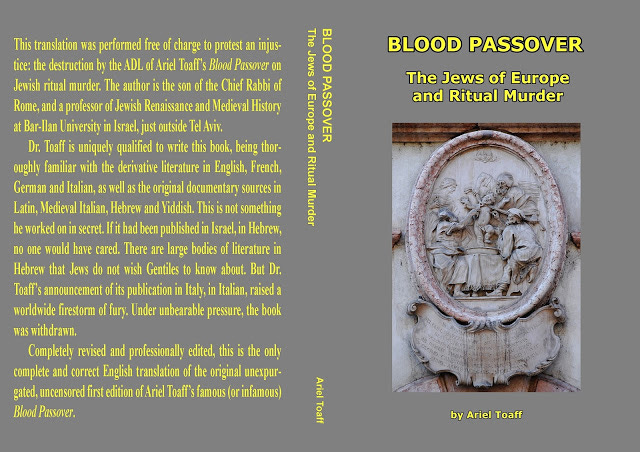 This translation was performed free of charge to protest an injus-
tice: the destruction by the ADL of Ariel Toaff's Blood Passover on
Jewish ritual murder. The author is the son of the Chief Rabbi of
Rome, and a professor of Jewish Renaissance and Medieval History
at Bar-Ilan University in Israel, just outside Tel Aviv.
Dr. Toaff is uniquely qualified to write this book, being thor-
oughly familiar with the derivative literature in English, French,
German and Italian, as well as the original documentary sources in
Latin, Medieval Italian, Hebrew and Yiddish. This is not something
he worked on in secret. If it had been published in Israel, in Hebrew,
no one would have cared. There are large bodies of literature in
Hebrew that Jews do not wish Gentiles to know about. But Dr.
Toaff's announcement of its publication in Italy, in Italian, raised a
worldwide firestorm of fury. Under unbearable pressure, the book
was withdrawn.
Completely revised and professionally edited, this is the only
complete and correct English translation of the original unexpur-
gated, uncensored first edition of Ariel Toaff's famous (or infamous)
Blood Passover.
BLOOD PASSOVER
The Jews of Europe and Ritual Murder
Ariel Toaff
BLOOD PASSOVER
The Jews of Europe
and Ritual Murder
by Ariel Toaff